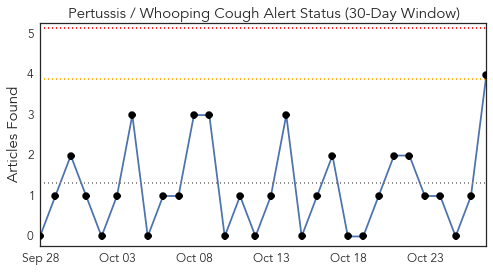 Pertussis / Whooping Cough Alert Status (30-Day Window)
Articles Found
5
4
3
2
1
0
Sep 28 Oct 03 Oct 08 Oct 13 Oct 18 Oct 23